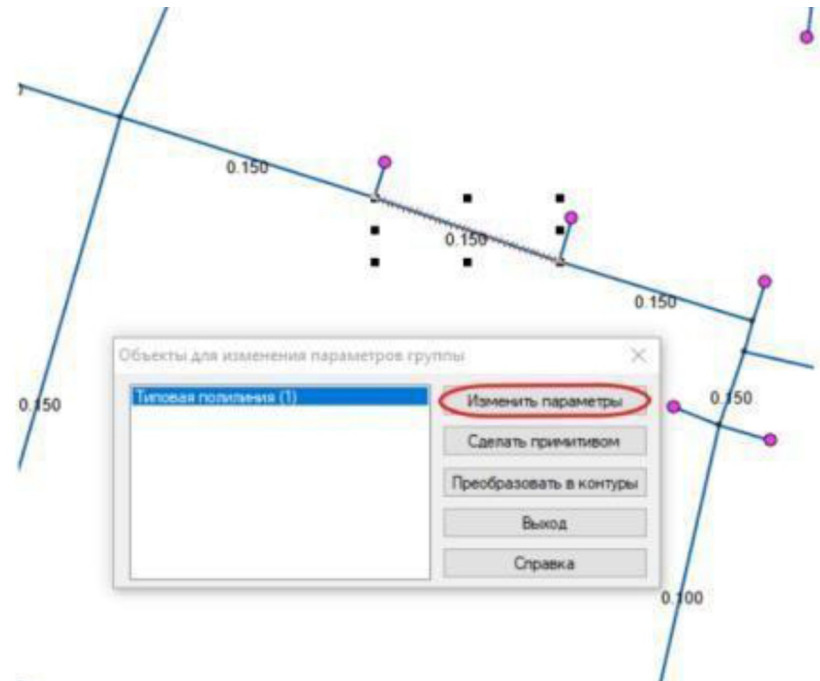 0.150
0.150
0.150
Объекты для изменения параметров группы
Типовая полилиния (1)
Изменить параметры
0.150
0.150
Сделать примитивом
Преобразовать в контуры
Выход
Справка
0.100